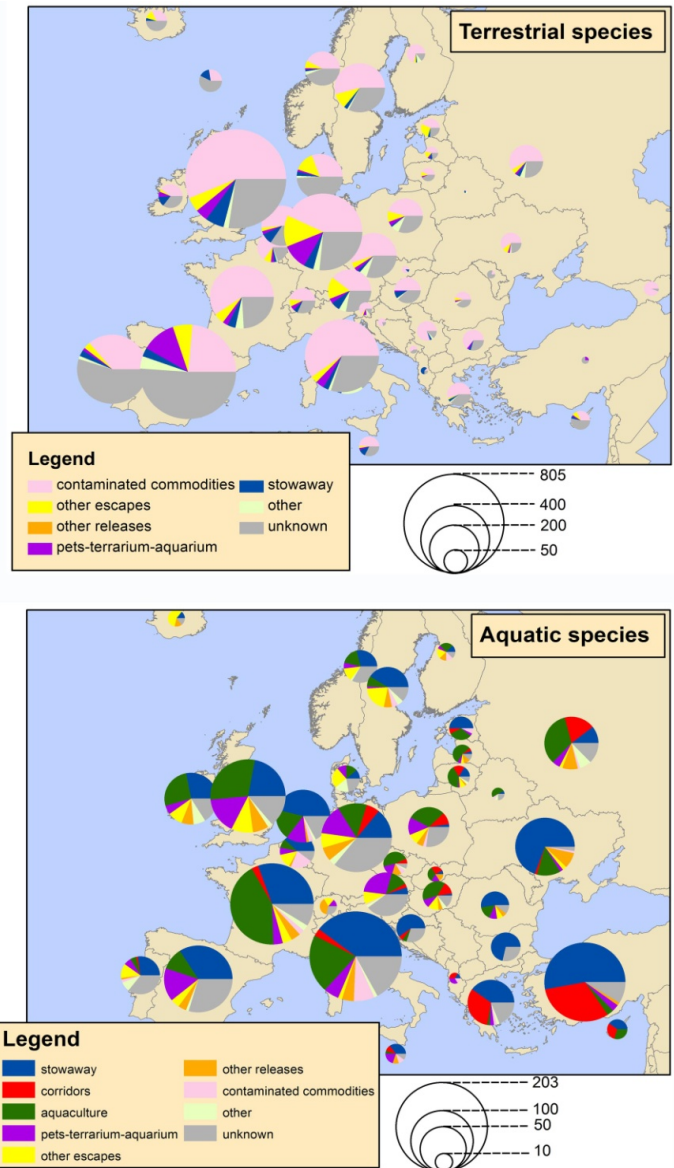 Terrestrial species
Legend
contaminated commodities
stowaway
other escapes
other
other releases
unknown
pets-terrarium-aquarium
805
400
200
50
Aquatic species
Legend
stowaway
other releases
corridors
contaminated commodities
aquaculture
other
pets-terrarium-aquarium
unknown
other escapes
203
100
50
10